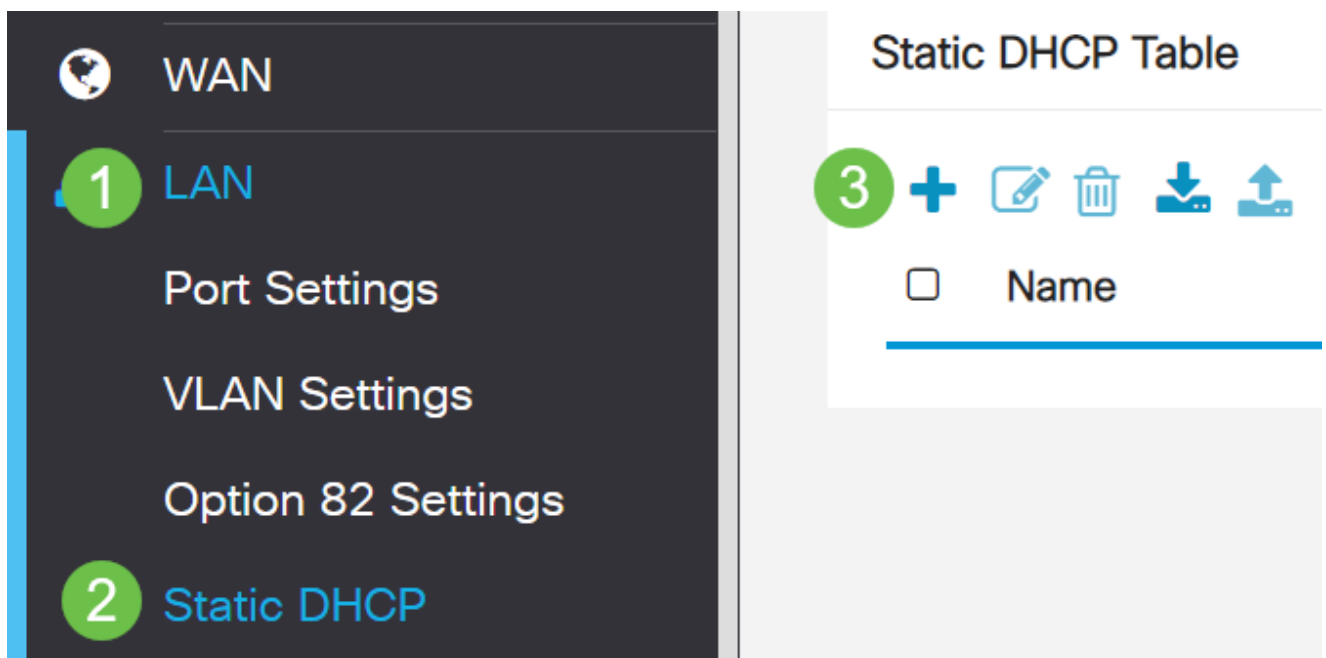 WAN
1 LAN
Port Settings
VLAN Settings
Option 82 Settings
2 Static DHCP
Static DHCP Table
3
Name